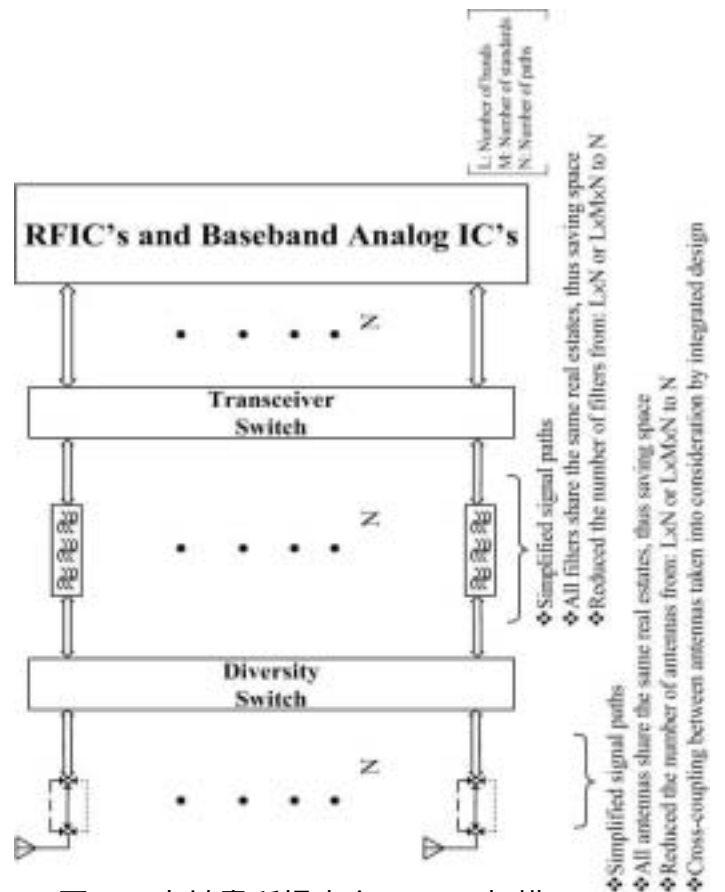 L: Number of bands
M: Number of standards
N: Number of paths
RFIC's and Baseband Analog IC's
N
Transceiver
Switch
N
❖Simplified signal paths
❖All filters share the same real estates, thus saving space
❖Reduced the number of filters from: LxN or LxMxN to N
Diversity
Switch
N
❖Simplified signal paths
❖All antennas share the same real estates, thus saving space
❖Reduced the number of antennas from: LxN or LxMxN to N
❖Cross-coupling between antennas taken into consideration by integrated design